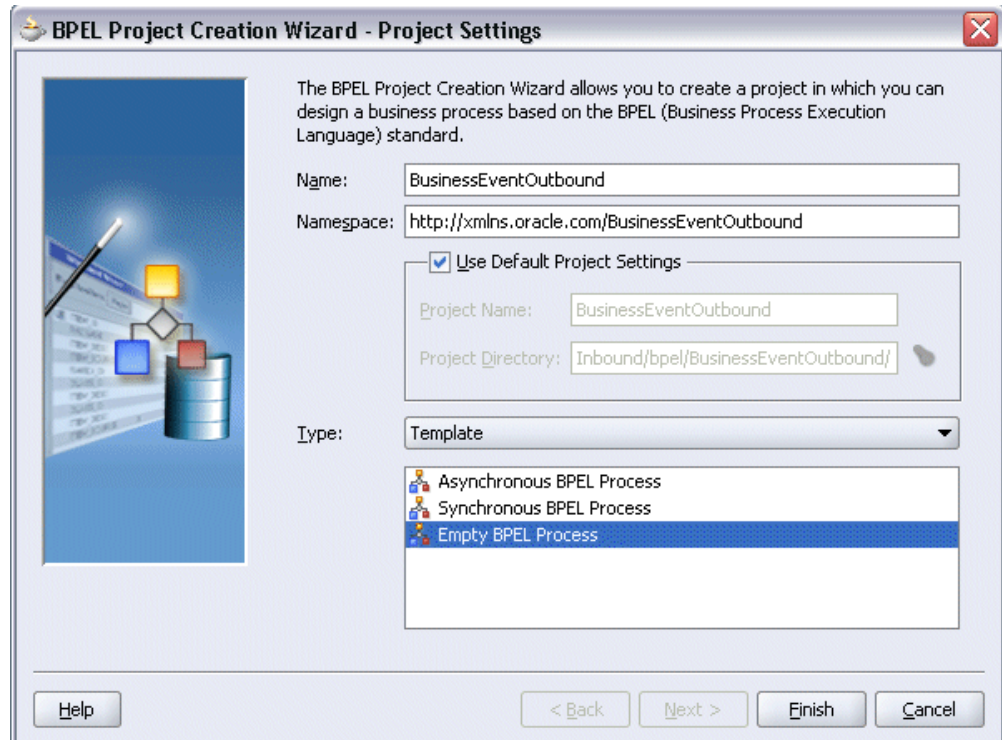 BPEL Project Creation Wizard - Project Settings
The BPEL Project Creation Wizard allows you to create a project in which you can
design a business process based on the BPEL (Business Process Execution
Language) standard.
Name: BusinessEventOutbound
Namespace: http://xmlns.oracle.com/BusinessEventOutbound
Use Default Project Settings
Project Name: BusinessEventOutbound
Project Directory: Inbound/bpel/BusinessEventOutbound/
Type: Template
Asynchronous BPEL Process
Synchronous BPEL Process
Empty BPEL Process
Help < Back Next > Finish Cancel